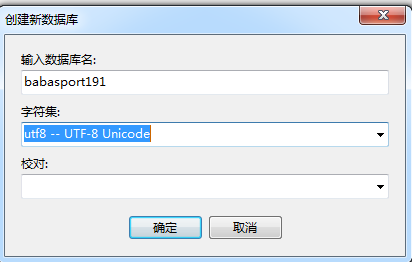 创建新数据库
输入数据库名:
babasport191
字符集:
utf8 -- UTF-8 Unicode
校对:
确定
取消